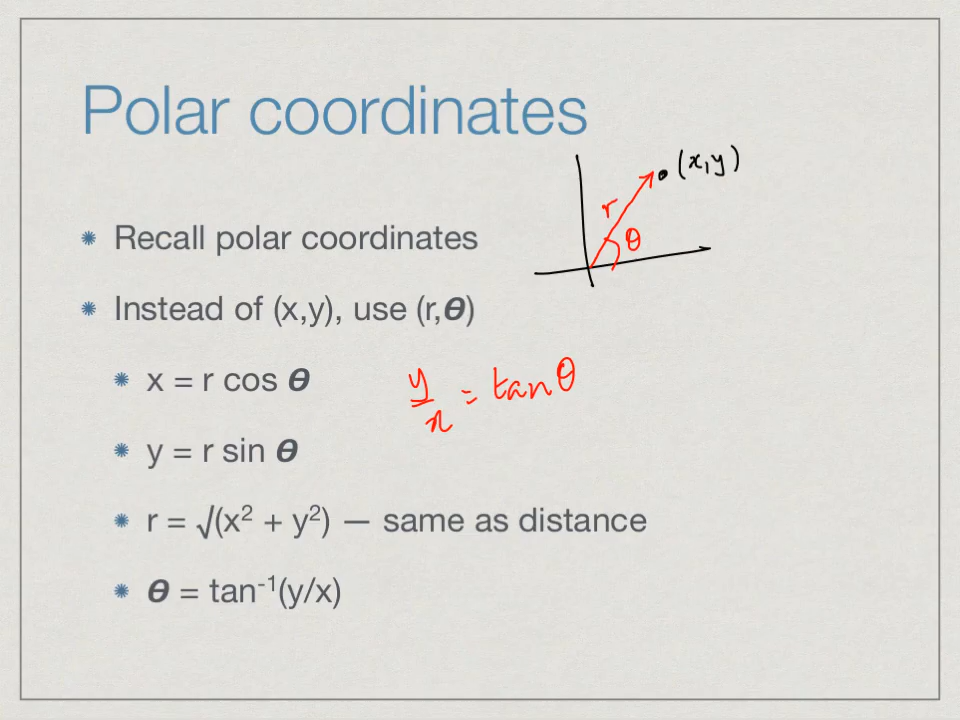 Polar coordinates
(x,y)
r
θ
Recall polar coordinates
Instead of (x,y), use (r,θ)
x = r cos θ
y/x = tan θ
y = r sin θ
r = √(x² + y²) — same as distance
θ = tan⁻¹(y/x)